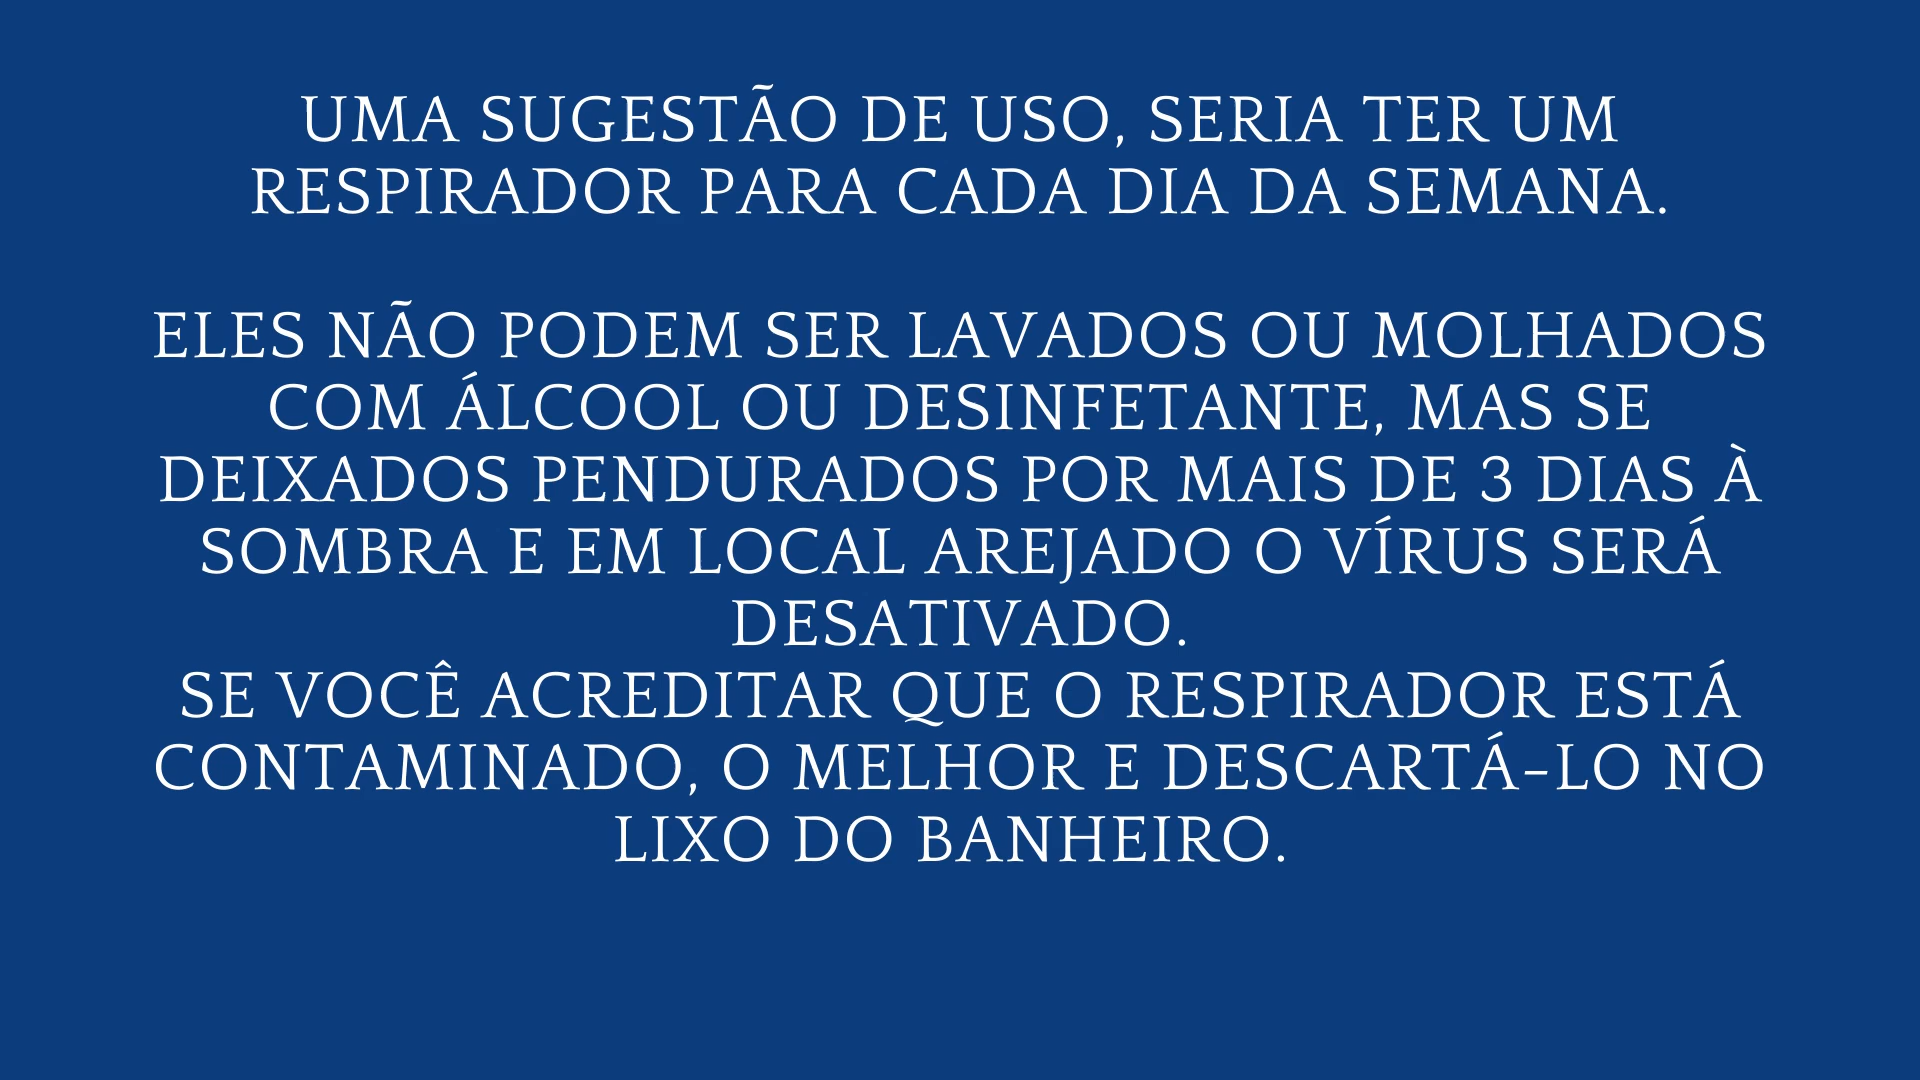 UMA SUGESTÃO DE USO, SERIA TER UM
RESPIRADOR PARA CADA DIA DA SEMANA.
ELES NÃO PODEM SER LAVADOS OU MOLHADOS
COM ÁLCOOL OU DESINFETANTE, MAS SE
DEIXADOS PENDURADOS POR MAIS DE 3 DIAS À
SOMBRA E EM LOCAL AREJADO O VÍRUS SERÁ
DESATIVADO.
SE VOCÊ ACREDITAR QUE O RESPIRADOR ESTÁ
CONTAMINADO, O MELHOR E DESCARTÁ-LO NO
LIXO DO BANHEIRO.